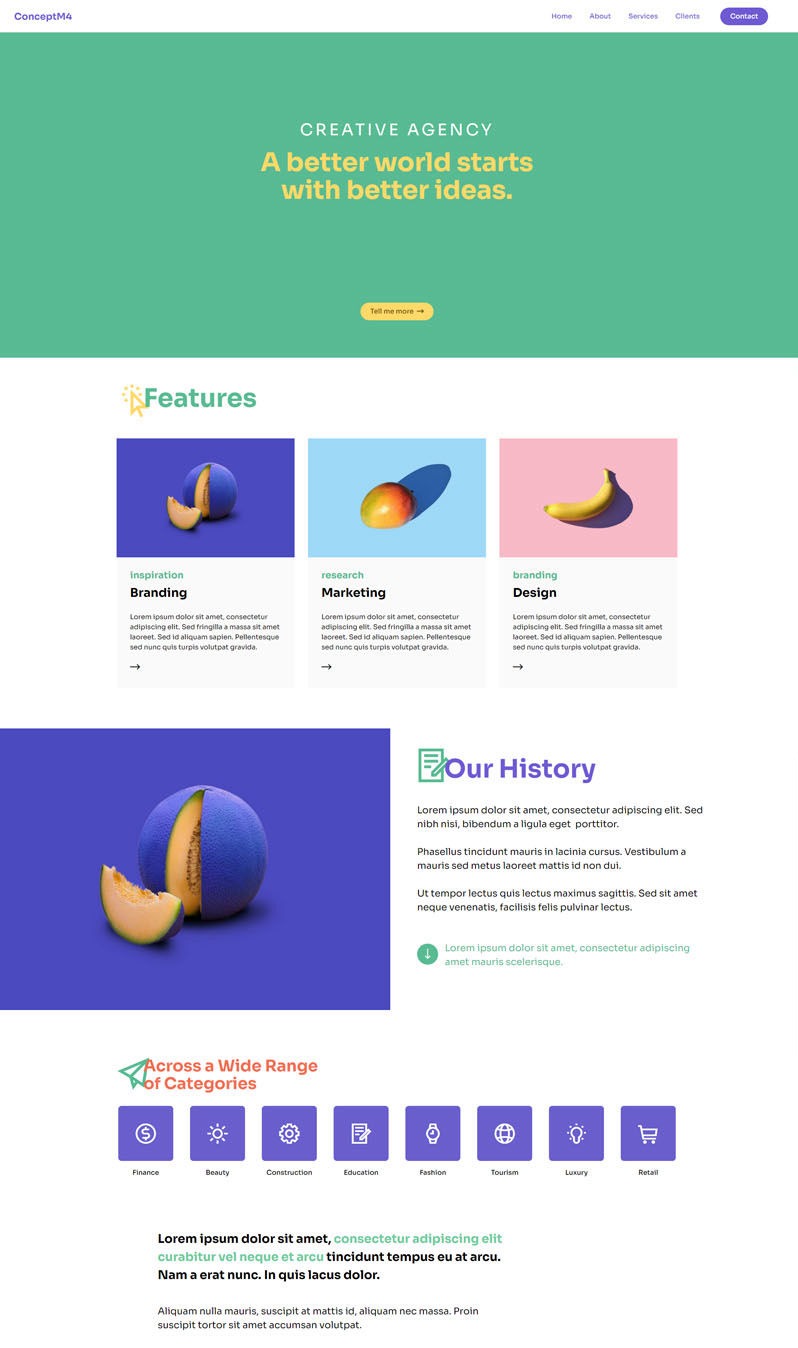 ConceptM4
Home
About
Services
Clients
Contact
CREATIVE AGENCY
A better world starts
with better ideas.
Tell me more →
Features
inspiration
Branding
Lorem ipsum dolor sit amet, consectetur
adipiscing elit. Sed fringilla a massa sit amet
laoreet. Sed id aliquam sapien. Pellentesque
sed nunc quis turpis volutpat gravida.
→
research
Marketing
Lorem ipsum dolor sit amet, consectetur
adipiscing elit. Sed fringilla a massa sit amet
laoreet. Sed id aliquam sapien. Pellentesque
sed nunc quis turpis volutpat gravida.
→
branding
Design
Lorem ipsum dolor sit amet, consectetur
adipiscing elit. Sed fringilla a massa sit amet
laoreet. Sed id aliquam sapien. Pellentesque
sed nunc quis turpis volutpat gravida.
→
Our History
Lorem ipsum dolor sit amet, consectetur adipiscing elit. Sed
nibh nisi, bibendum a ligula eget  porttitor.
Phasellus tincidunt mauris in lacinia cursus. Vestibulum a
mauris sed metus laoreet mattis id non dui.
Ut tempor lectus quis lectus maximus sagittis. Sed sit amet
neque venenatis, facilisis felis pulvinar lectus.
Lorem ipsum dolor sit amet, consectetur adipiscing
amet mauris scelerisque.
Across a Wide Range
of Categories
Finance
Beauty
Construction
Education
Fashion
Tourism
Luxury
Retail
Lorem ipsum dolor sit amet, consectetur adipiscing elit
curabitur vel neque et arcu tincidunt tempus eu at arcu.
Nam a erat nunc. In quis lacus dolor.
Aliquam nulla mauris, suscipit at mattis id, aliquam nec massa. Proin
suscipit tortor sit amet accumsan volutpat.